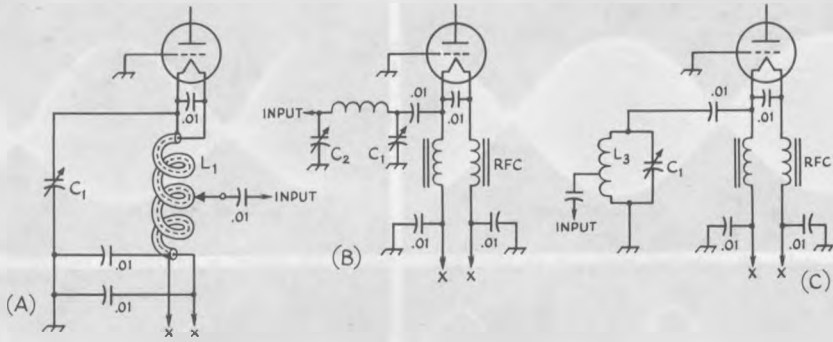 .01
L1
C1
INPUT
.01
.01
.01
(A)
X X
INPUT
.01
.01
C2
C1
RFC
.01
.01
(B)
X X
.01
.01
L3
C1
RFC
INPUT
.01
.01
(C)
X X